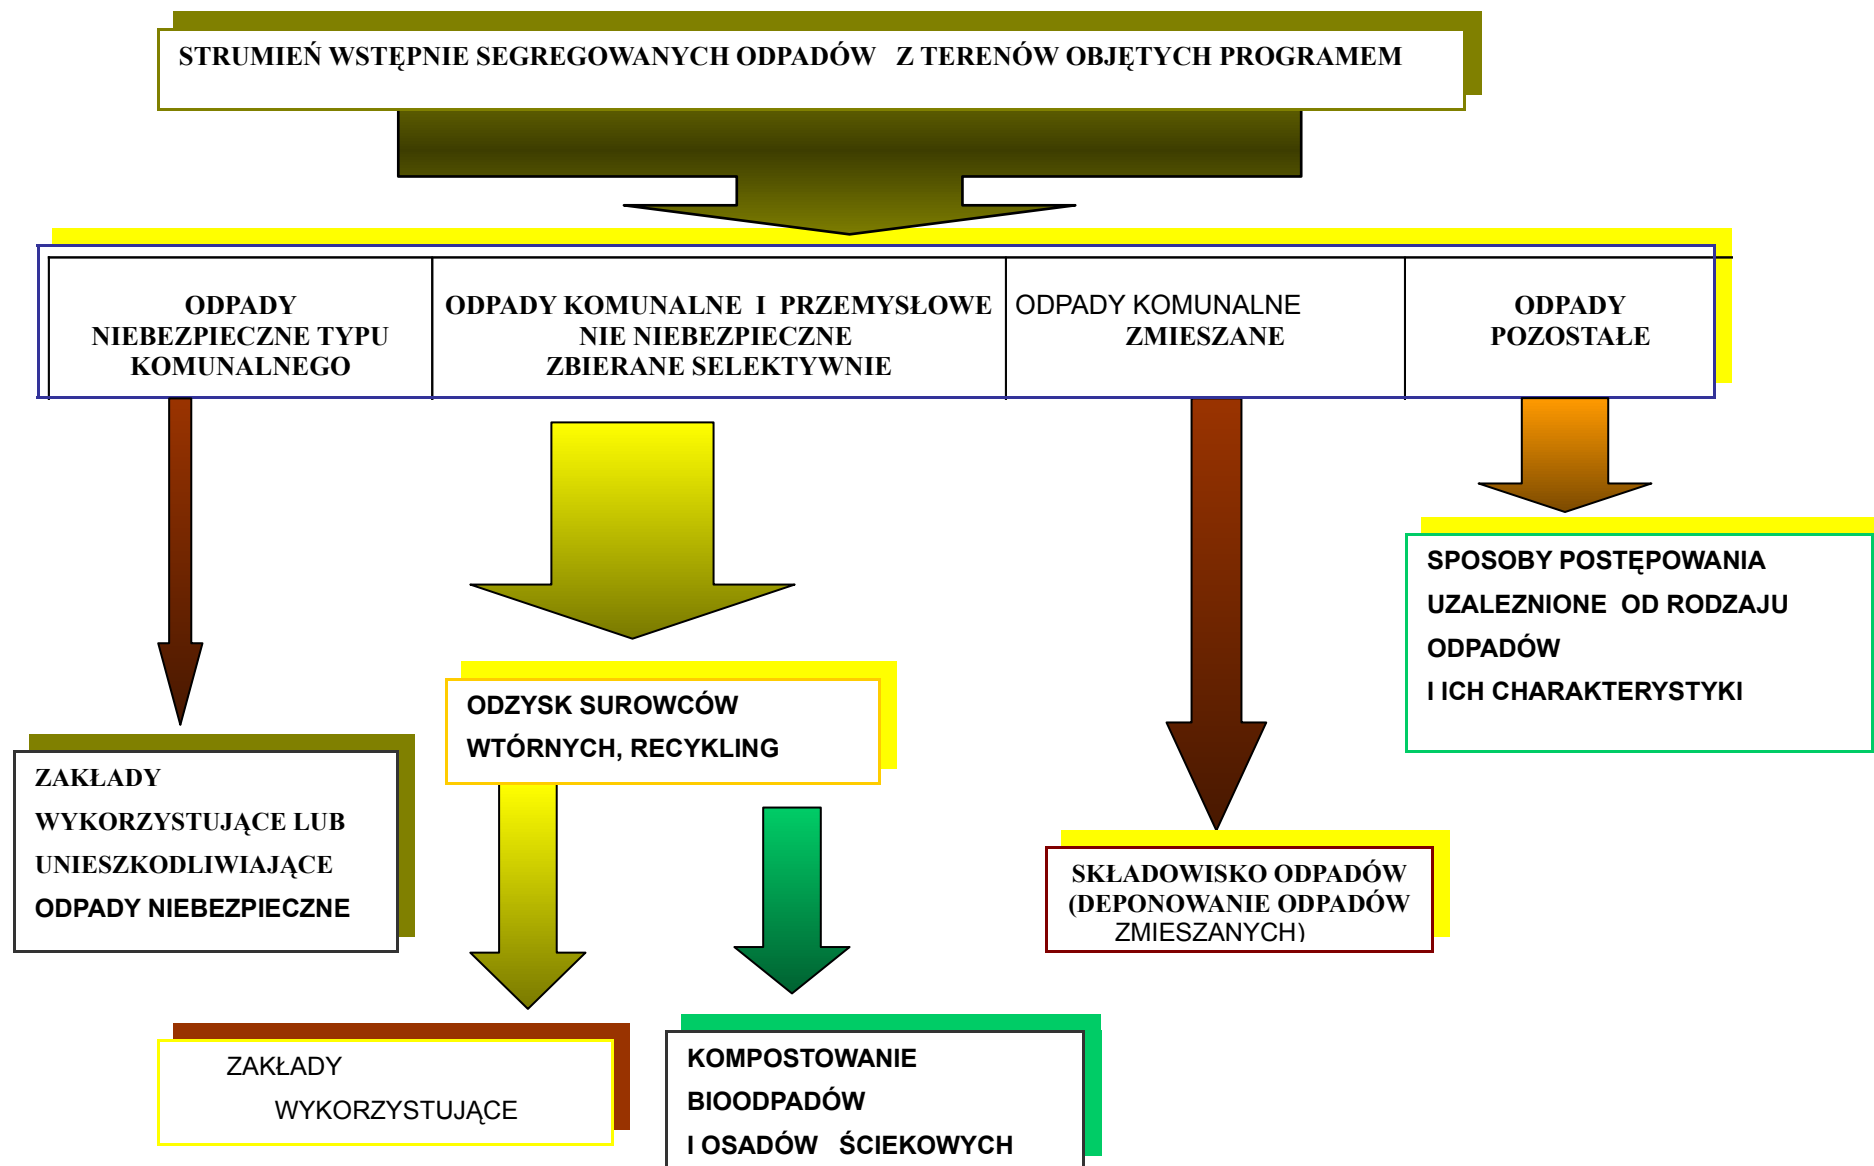 STRUMIEŃ WSTĘPNIE SEGREGOWANYCH ODPADÓW Z TERENÓW OBJĘTYCH PROGRAMEM
ODPADY
NIEBEZPIECZNE TYPU
KOMUNALNEGO
ODPADY KOMUNALNE I PRZEMYSŁOWE
NIE NIEBEZPIECZNE
ZBIERANE SELEKTYWNIE
ODPADY KOMUNALNE
ZMIESZANE
ODPADY
POZOSTAŁE
SPOSOBY POSTĘPOWANIA
UZALEZNIONE OD RODZAJU
ODPADÓW
I ICH CHARAKTERYSTYKI
ODZYSK SUROWCÓW
WTÓRNYCH, RECYKLING
ZAKŁADY
WYKORZYSTUJĄCE LUB
UNIESZKODLIWIAJĄCE
ODPADY NIEBEZPIECZNE
SKŁADOWISKO ODPADÓW
(DEPONOWANIE ODPADÓW
ZMIESZANYCH)
ZAKŁADY
WYKORZYSTUJĄCE
KOMPOSTOWANIE
BIOODPADÓW
I OSADÓW ŚCIEKOWYCH